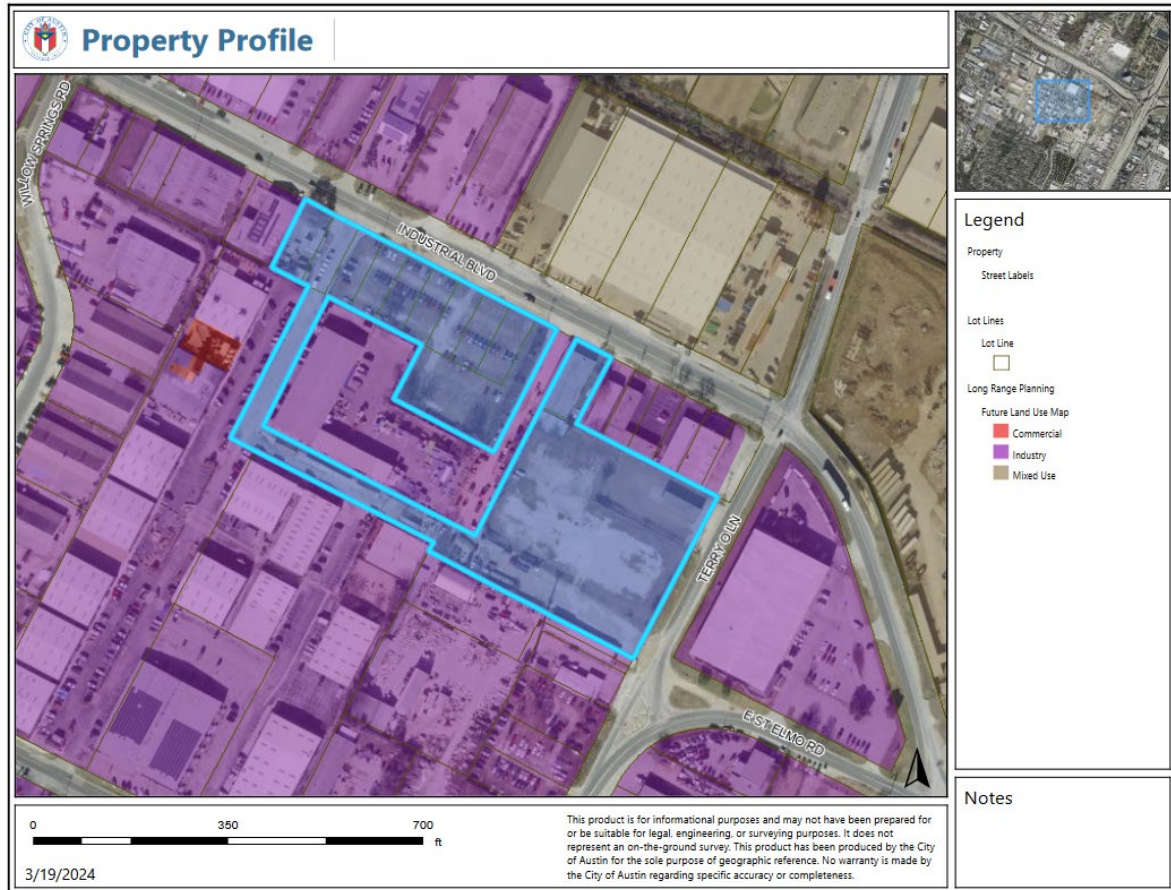 Property Profile
WILLOW SPRINGS RD
INDUSTRIAL BLVD
TERRY O LN
E ST ELMO RD
Legend
Property
Street Labels
Lot Lines
Lot Line
Long Range Planning
Future Land Use Map
Commercial
Industry
Mixed Use
Notes
0 350 700
ft
3/19/2024
This product is for informational purposes and may not have been prepared for
or be suitable for legal, engineering, or surveying purposes. It does not
represent an on-the-ground survey. This product has been produced by the City
of Austin for the sole purpose of geographic reference. No warranty is made by
the City of Austin regarding specific accuracy or completeness.